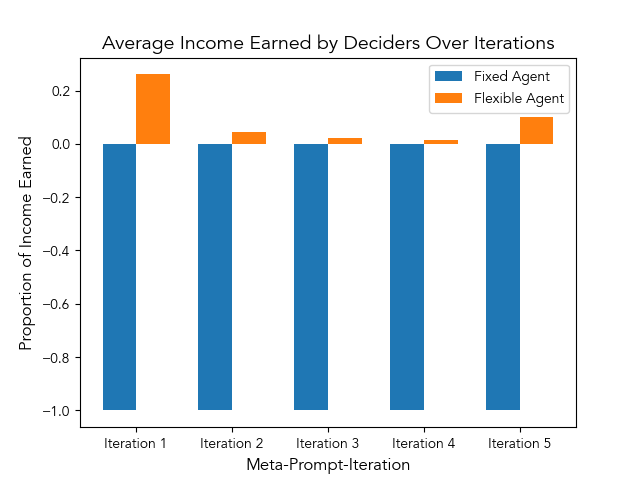 Average Income Earned by Deciders Over Iterations
Fixed Agent
Flexible Agent
Proportion of Income Earned
0.2
0.0
−0.2
−0.4
−0.6
−0.8
−1.0
Iteration 1 Iteration 2 Iteration 3 Iteration 4 Iteration 5
Meta-Prompt-Iteration